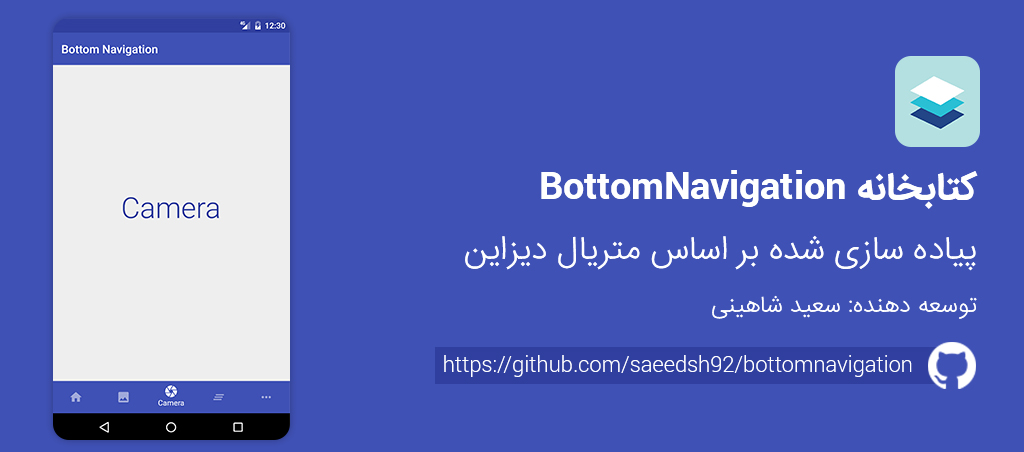 12:30
Bottom Navigation
Camera
Camera
کتابخانه BottomNavigation
پیاده سازی شده بر اساس متریال دیزاین
توسعه دهنده: سعید شاهینی
https://github.com/saeedsh92/bottomnavigation